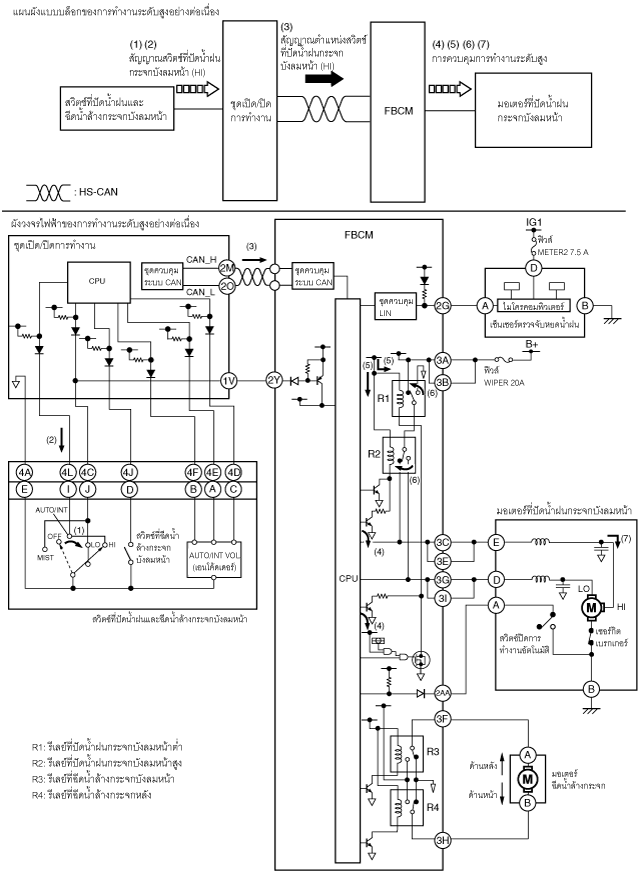 แผนผังแบบบล็อกของการทำงานระดับสูงอย่างต่อเนื่อง
(1) (2)
สัญญาณสวิตช์ที่ปัดน้ำฝน
กระจกบังลมหน้า (HI)
(3)
สัญญาณตำแหน่งสวิตช์
ที่ปัดน้ำฝนกระจก
บังลมหน้า (HI)
(4) (5) (6) (7)
การควบคุมการทำงานระดับสูง
สวิตช์ที่ปัดน้ำฝนและ
ฉีดน้ำล้างกระจกบังลมหน้า
ชุดเปิด/ปิด
การทำงาน
FBCM
มอเตอร์ที่ปัดน้ำฝน
กระจกบังลมหน้า
: HS-CAN
ผังวงจรไฟฟ้าของการทำงานระดับสูงอย่างต่อเนื่อง
ชุดเปิด/ปิดการทำงาน
CPU
ชุดควบคุม
ระบบ CAN
CAN_H
CAN_L
2M
2O
(3)
1V
2Y
FBCM
ชุดควบคุม
ระบบ CAN
ชุดควบคุม
LIN
2G
IG1
ฟิวส์
METER2 7.5 A
D
A
ไมโครคอมพิวเตอร์
B
เซ็นเซอร์ตรวจจับหยดน้ำฝน
B+
ฟิวส์
WIPER 20A
3A
3B
(5)
(5)
R1
(6)
R2
(6)
(2)
4A
4L
4C
4J
4F
4E
4D
E
I
J
D
B
A
C
AUTO/INT
OFF
(1)
LO
HI
MIST
สวิตช์ที่ฉีดน้ำ
ล้างกระจก
บังลมหน้า
AUTO/INT VOL.
(เอนโค้ดเดอร์)
สวิตช์ที่ปัดน้ำฝนและฉีดน้ำล้างกระจกบังลมหน้า
(4)
CPU
(4)
3C
3E
3G
3I
2AA
3F
R3
R4
3H
มอเตอร์ที่ปัดน้ำฝนกระจกบังลมหน้า
E
(7)
D
LO
M
HI
A
สวิตช์ปิดการ
ทำงานอัตโนมัติ
เซอร์กิต
เบรกเกอร์
B
A
ด้านหลัง
M
ด้านหน้า
B
มอเตอร์
ฉีดน้ำล้างกระจก
R1: รีเลย์ที่ปัดน้ำฝนกระจกบังลมหน้าต่ำ
R2: รีเลย์ที่ปัดน้ำฝนกระจกบังลมหน้าสูง
R3: รีเลย์ที่ฉีดน้ำล้างกระจกบังลมหน้า
R4: รีเลย์ที่ฉีดน้ำล้างกระจกหลัง